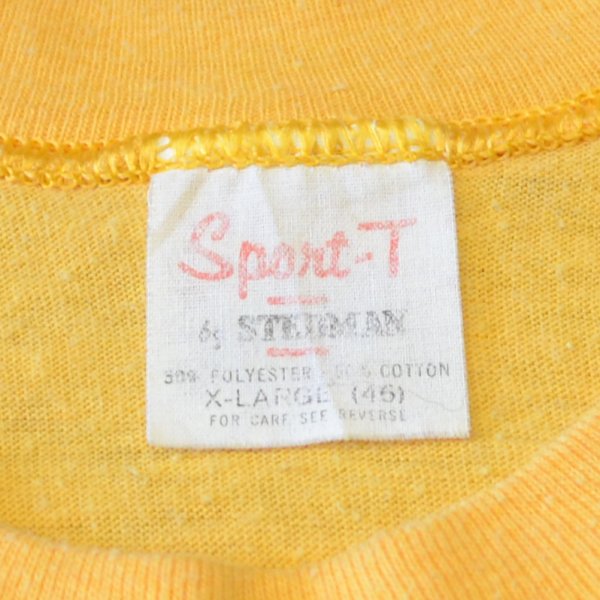 Sport-T
by STEDMAN
50% POLYESTER - 50% COTTON
X-LARGE (46)
FOR CARE SEE REVERSE